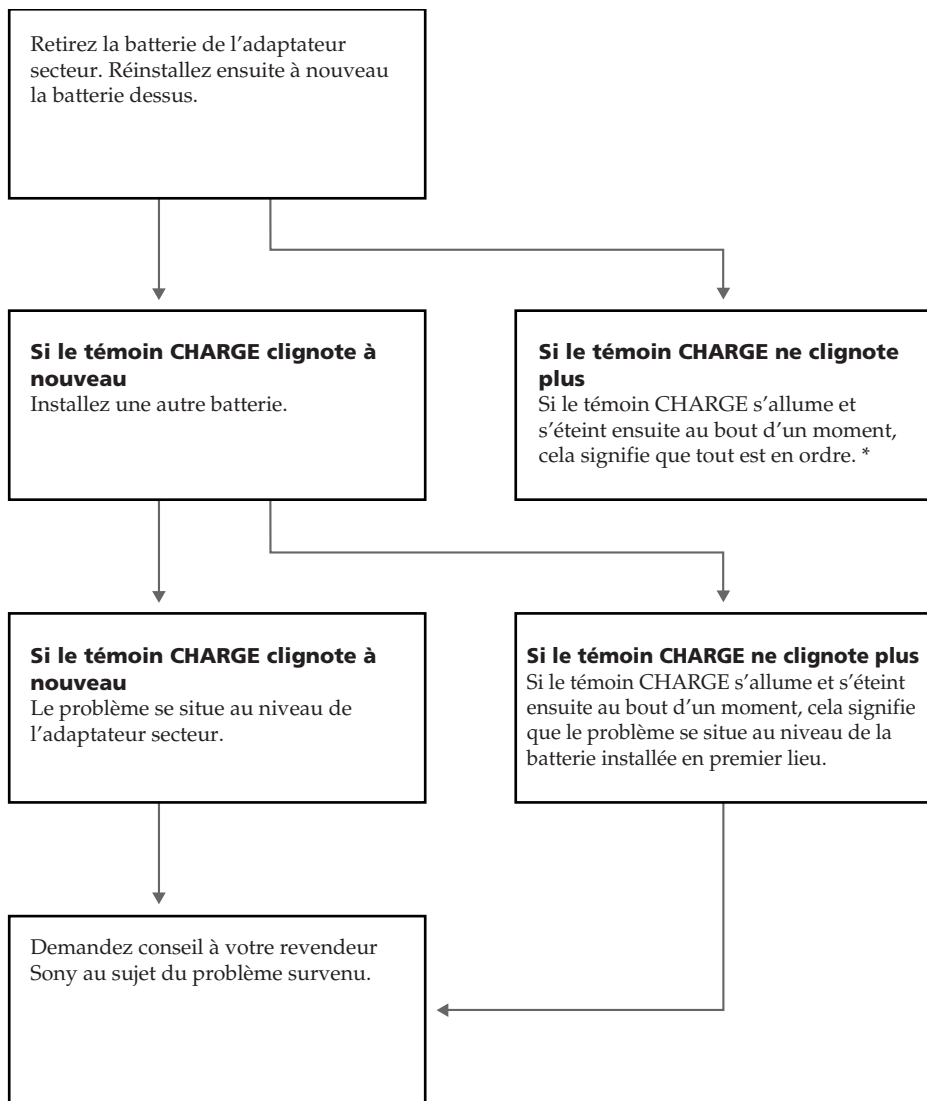 Retirez la batterie de l’adaptateur
secteur. Réinstallez ensuite à nouveau
la batterie dessus.
Si le témoin CHARGE clignote à
nouveau
Installez une autre batterie.
Si le témoin CHARGE ne clignote
plus
Si le témoin CHARGE s’allume et
s’éteint ensuite au bout d’un moment,
cela signifie que tout est en ordre. *
Si le témoin CHARGE clignote à
nouveau
Le problème se situe au niveau de
l’adaptateur secteur.
Si le témoin CHARGE ne clignote plus
Si le témoin CHARGE s’allume et s’éteint
ensuite au bout d’un moment, cela signifie
que le problème se situe au niveau de la
batterie installée en premier lieu.
Demandez conseil à votre revendeur
Sony au sujet du problème survenu.